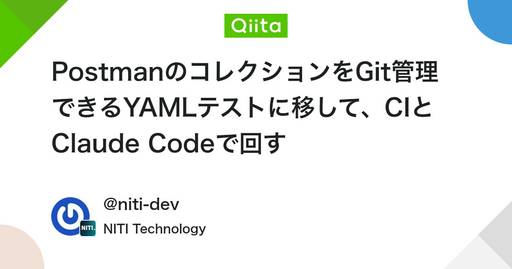 Qiita
PostmanのコレクションをGit管理
できるYAMLテストに移して、CIと
Claude Codeで回す
@niti-dev
NITI Technology
NITI.